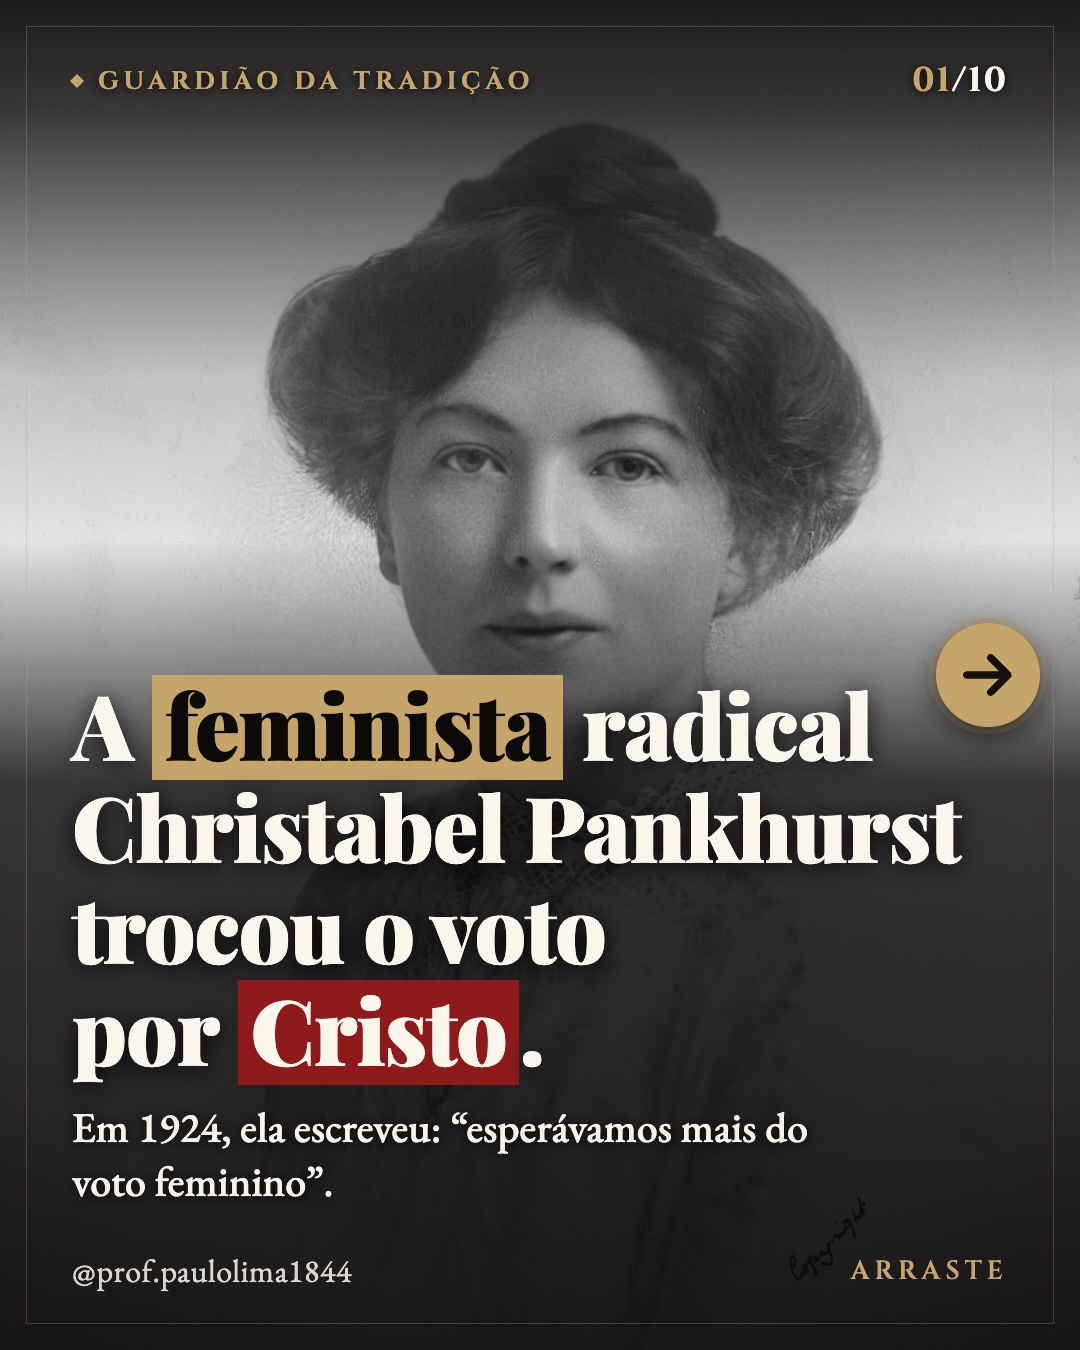 ◆ GUARDIÃO DA TRADIÇÃO
01/10
A feminista radical
Christabel Pankhurst
trocou o voto
por Cristo.
Em 1924, ela escreveu: “esperávamos mais do
voto feminino”.
Copyright
@prof.paulolima1844
ARRASTE